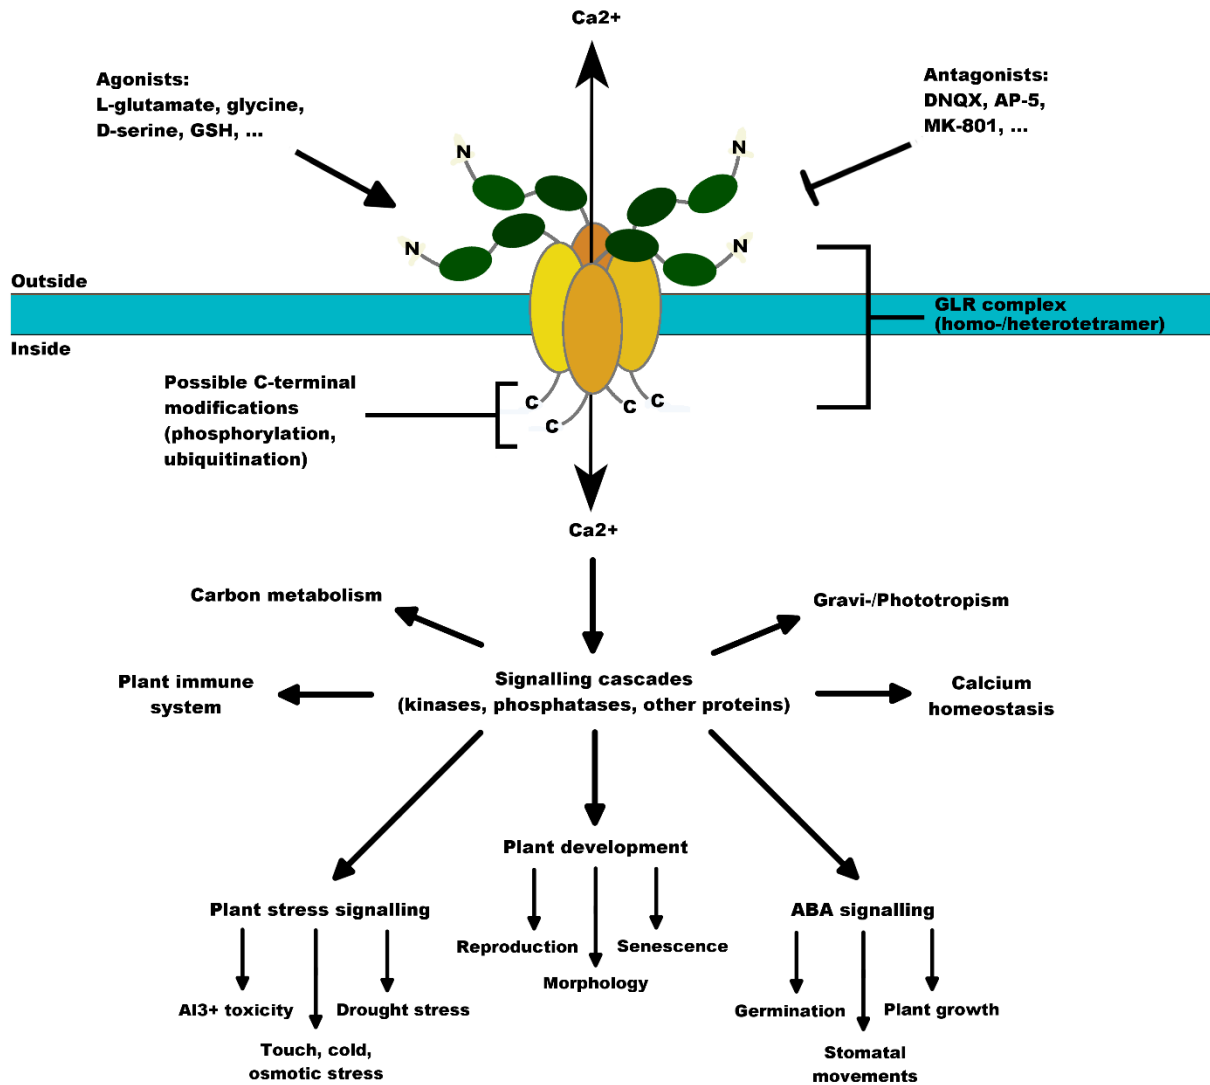 Ca2+
Agonists:
L-glutamate, glycine,
D-serine, GSH, ...
Antagonists:
DNQX, AP-5,
MK-801, ...
N
N
N
N
Outside
GLR complex
(homo-/heterotetramer)
Inside
Possible C-terminal
modifications
(phosphorylation,
ubiquitination)
C
C
C
C
Ca2+
Carbon metabolism
Gravi-/Phototropism
Plant immune
system
Signalling cascades
(kinases, phosphatases, other proteins)
Calcium
homeostasis
Plant development
Plant stress signalling
ABA signalling
Reproduction
Senescence
Morphology
Al3+ toxicity
Drought stress
Germination
Plant growth
Touch, cold,
osmotic stress
Stomatal
movements